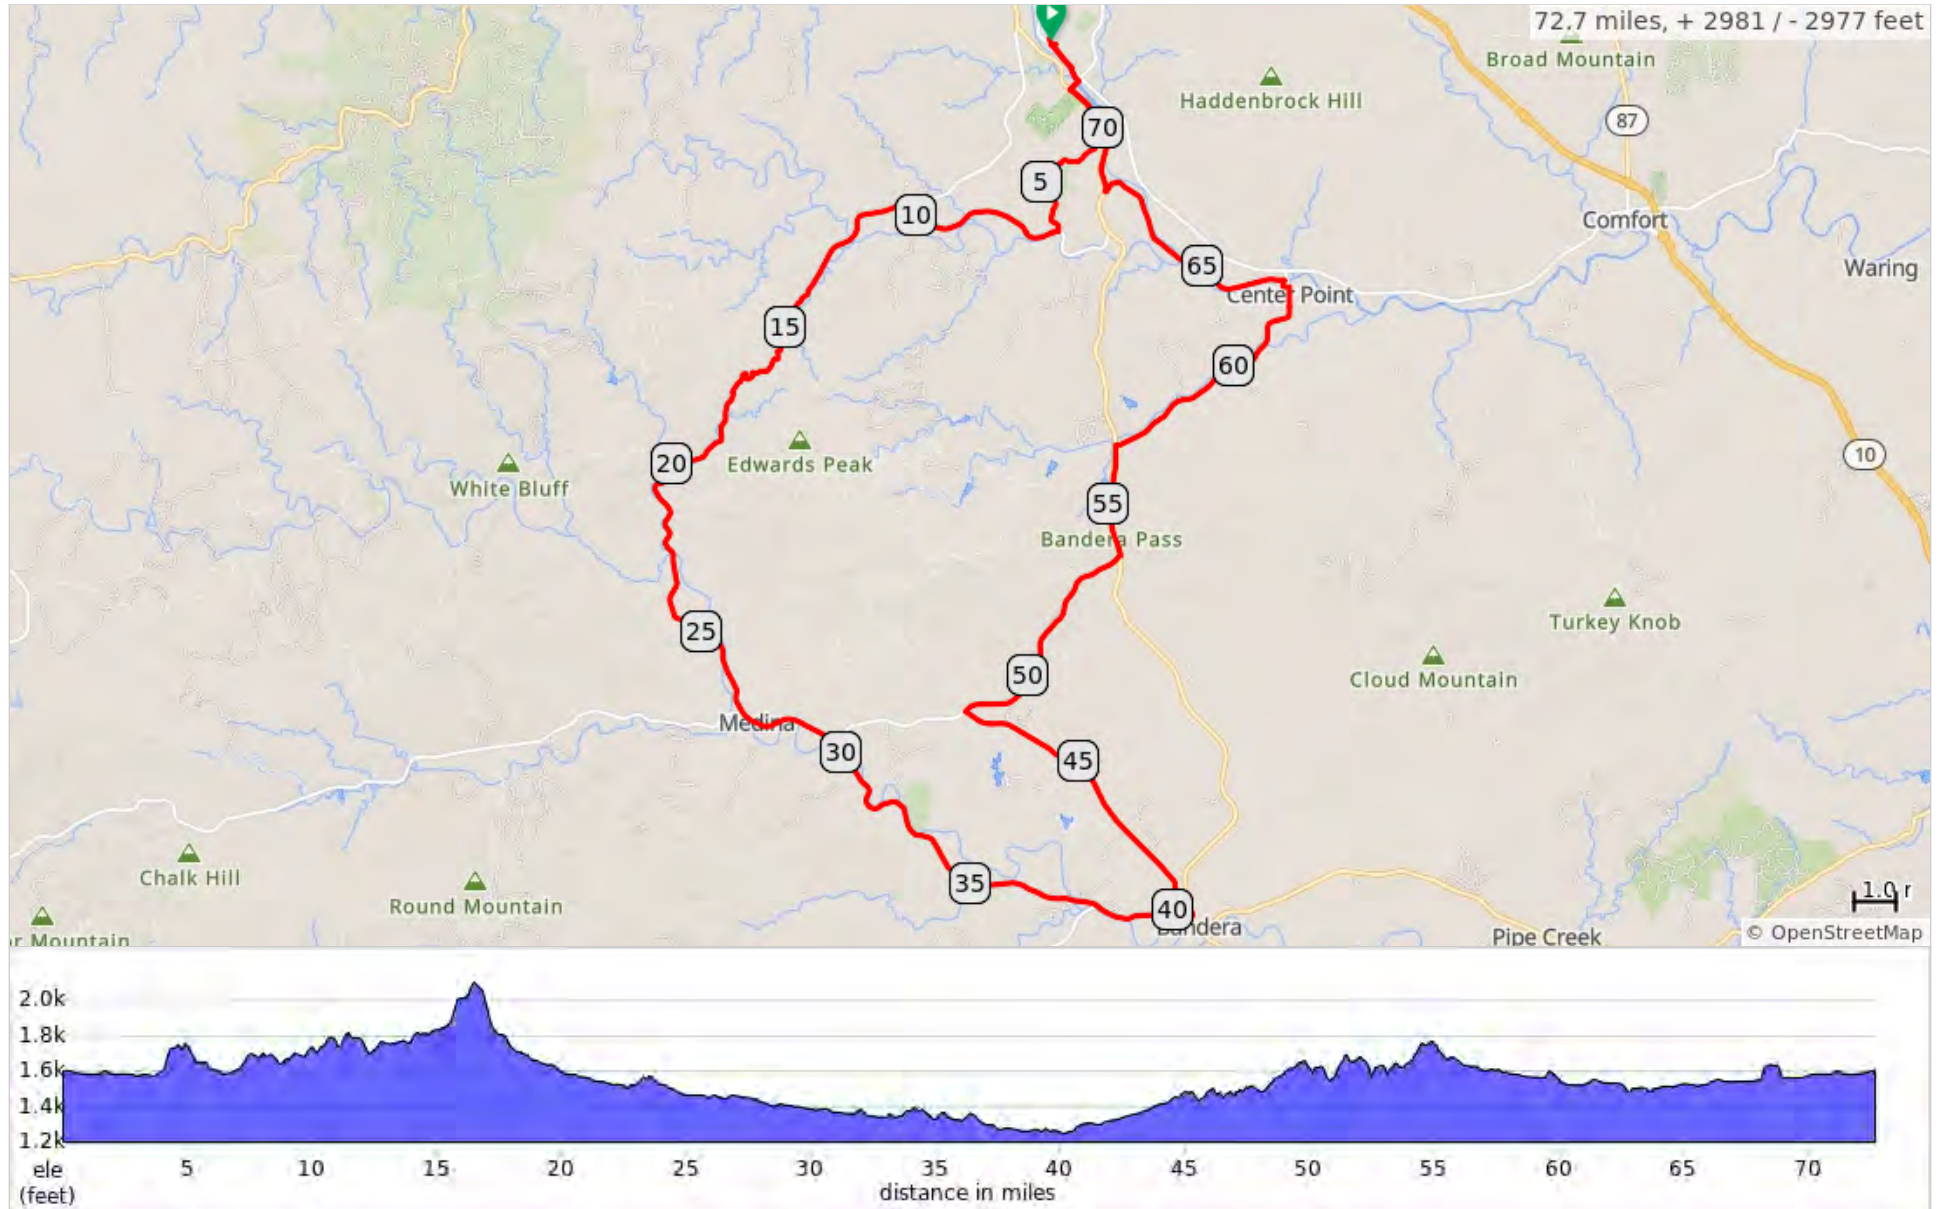 72.7 miles, + 2981 / - 2977 feet
Broad Mountain
Haddenbrock Hill
87
70
5
10
Comfort
65
Waring
Center Point
15
60
20
Edwards Peak
White Bluff
10
55
Bandera Pass
Turkey Knob
25
50
Cloud Mountain
Medina
30
45
Chalk Hill
35
Round Mountain
40
1.0 r
Bandera
Pipe Creek
or Mountain
© OpenStreetMap
2.0k
1.8k
1.6k
1.4k
1.2k
ele
(feet)
5 10 15 20 25 30 35 40 45 50 55 60 65 70
distance in miles